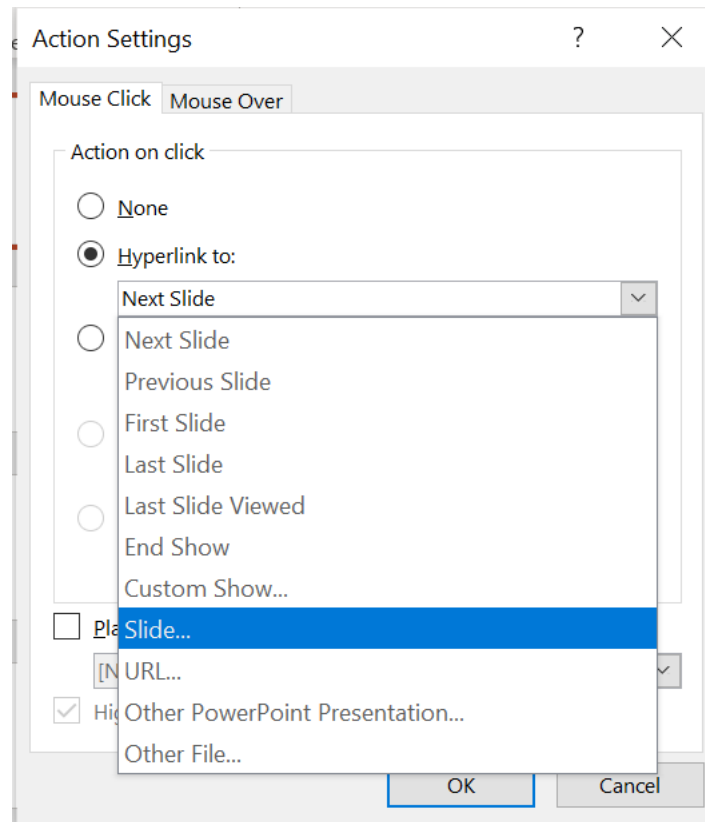 Action Settings
Mouse Click
Mouse Over
Action on click
None
Hyperlink to:
Next Slide
Next Slide
Previous Slide
First Slide
Last Slide
Last Slide Viewed
End Show
Custom Show...
Slide...
URL...
Other PowerPoint Presentation...
Other File...
Pla
[N
Hig
OK
Cancel